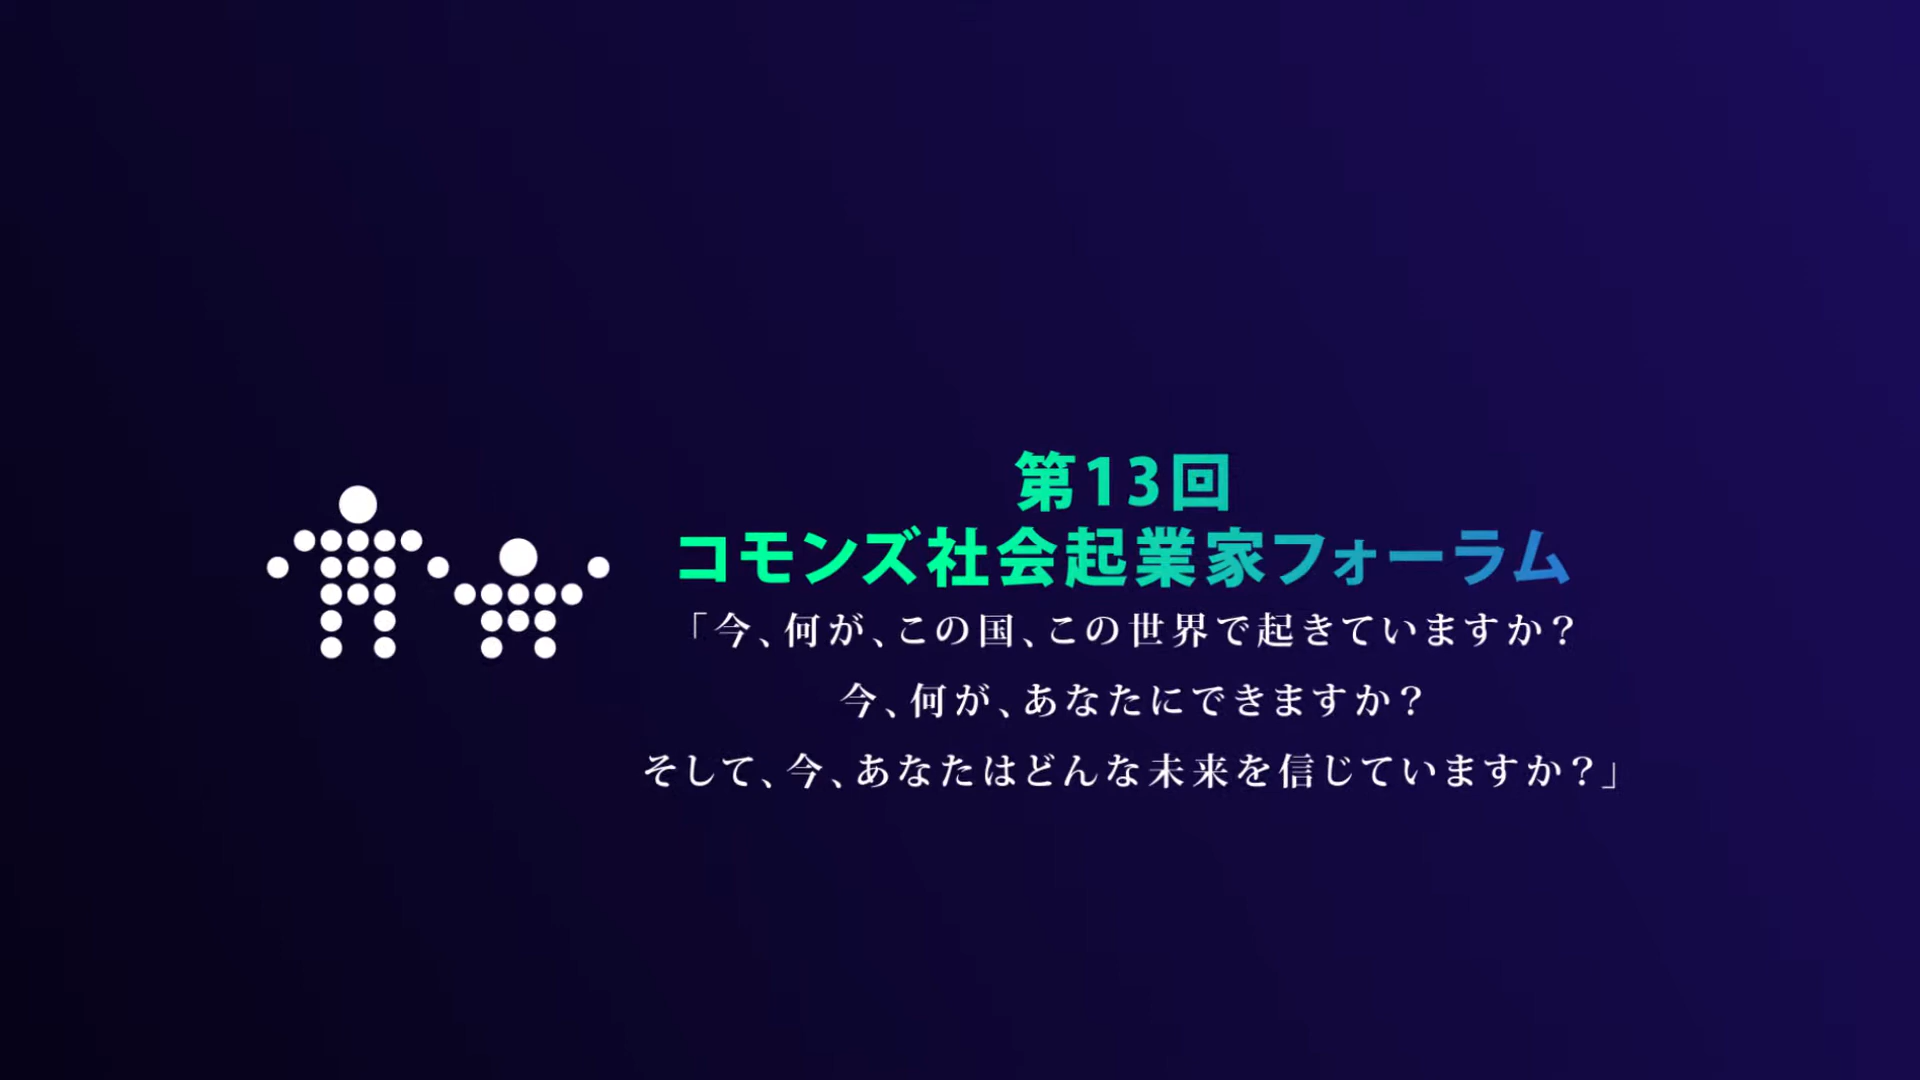 第13回
コモンズ社会起業家フォーラム
「今、何が、この国、この世界で起きていますか？
今、何が、あなたにできますか？
そして、今、あなたはどんな未来を信じていますか？」